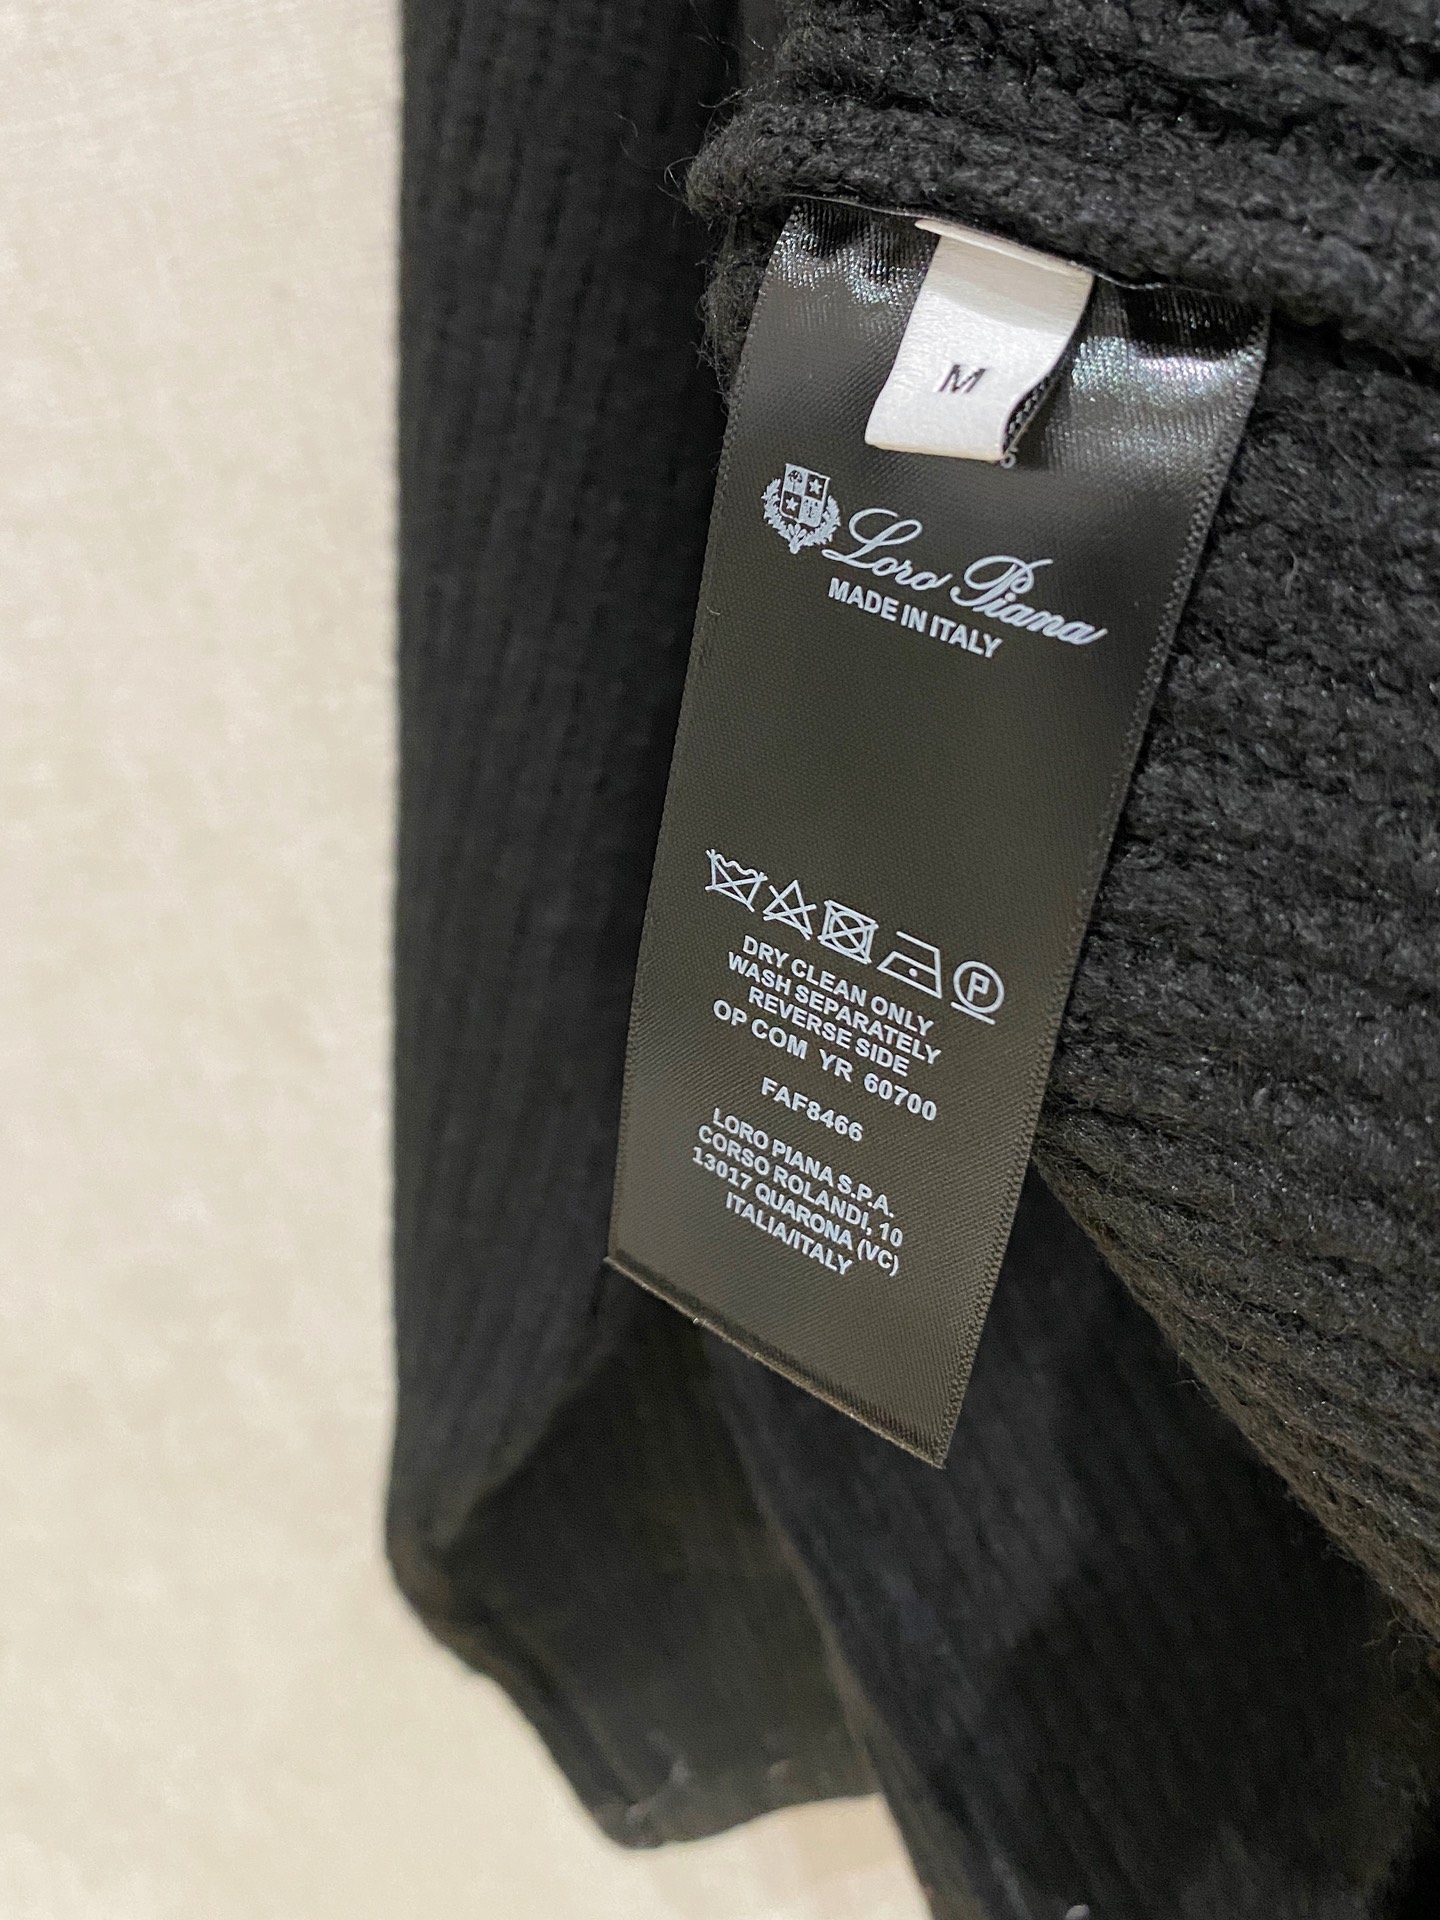 M
Loro Piana
MADE IN ITALY
P
DRY CLEAN ONLY
WASH SEPARATELY
REVERSE SIDE
OP COM YR 60700
FAF8466
LORO PIANA S.P.A.
CORSO ROLANDI, 10
13017 QUARONA (VC)
ITALIA/ITALY